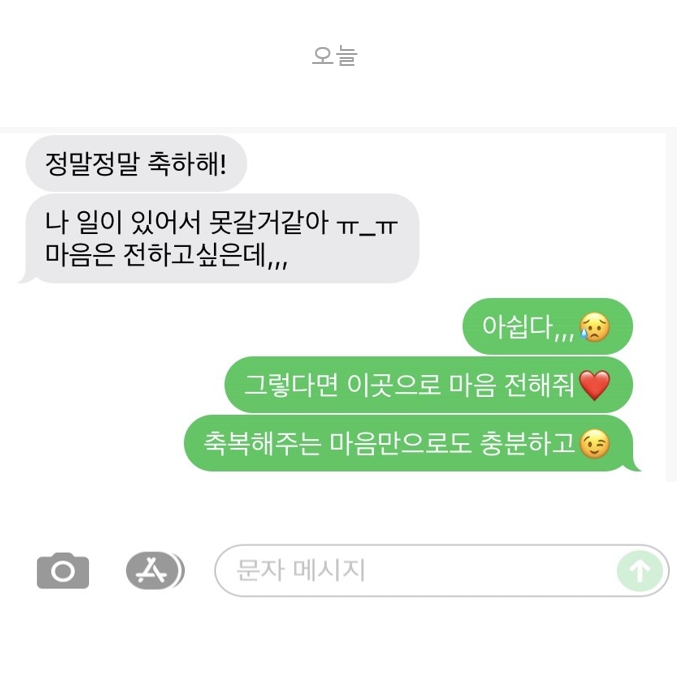 오늘
정말정말 축하해!
나 일이 있어서 못갈거같아 ㅠ_ㅠ
마음은 전하고싶은데,,,
아쉽다,,,😥
그렇다면 이곳으로 마음 전해줘❤️
축복해주는 마음만으로도 충분하고😉
문자 메시지